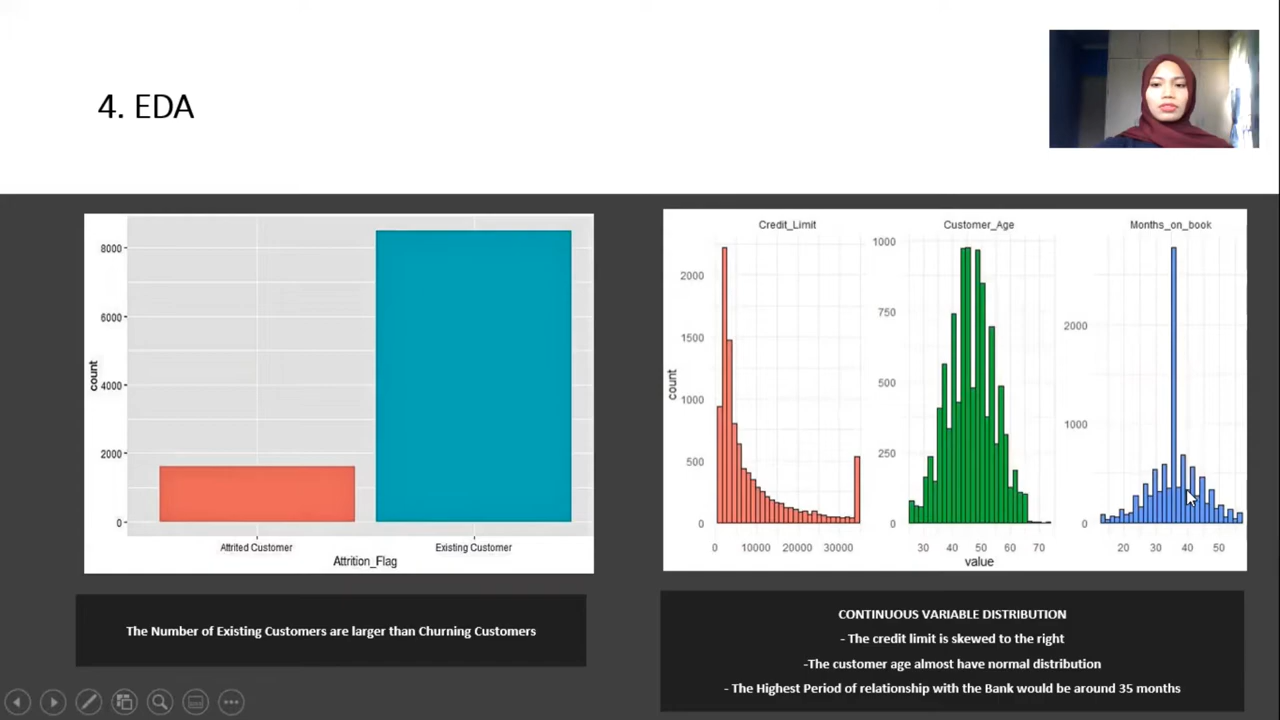 4. EDA
8000
6000
4000
2000
0
count
Attrited Customer
Existing Customer
Attrition_Flag
The Number of Existing Customers are larger than Churning Customers
Credit_Limit
Customer_Age
Months_on_book
2000
1500
1000
500
0
count
0
10000
20000
30000
1000
750
500
250
0
30
40
50
60
70
value
2000
1000
0
20
30
40
50
CONTINUOUS VARIABLE DISTRIBUTION
- The credit limit is skewed to the right
-The customer age almost have normal distribution
- The Highest Period of relationship with the Bank would be around 35 months